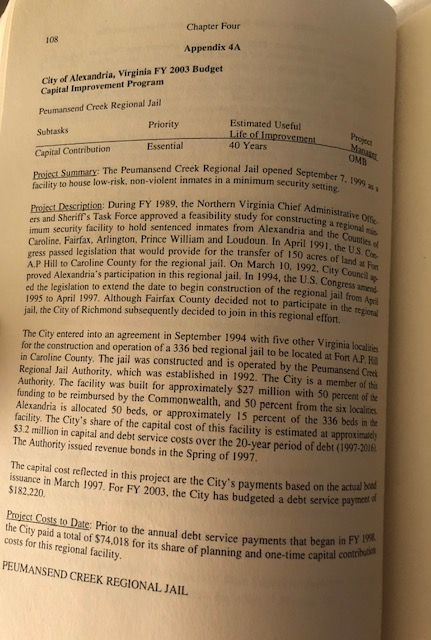 108
Chapter Four
Appendix 4A
City of Alexandria, Virginia FY 2003 Budget
Capital Improvement Program
Peumansend Creek Regional Jail
Subtasks Priority Estimated Useful Life of Improvement Project Manager
Capital Contribution Essential 40 Years OMB
Project Summary: The Peumansend Creek Regional Jail opened September 7, 1999 as a
facility to house low-risk, non-violent inmates in a minimum security setting.
Project Description: During FY 1989, the Northern Virginia Chief Administrative Offic-
ers and Sheriff's Task Force approved a feasibility study for constructing a regional min-
imum security facility to hold sentenced inmates from Alexandria and the Counties of
Caroline, Fairfax, Arlington, Prince William and Loudoun. In April 1991, the U.S. Con-
gress passed legislation that would provide for the transfer of 150 acres of land at Fort
A.P Hill to Caroline County for the regional jail. On March 10, 1992, City Council ap-
proved Alexandria's participation in this regional jail. In 1994, the U.S. Congress amend-
ed the legislation to extend the date to begin construction of the regional jail from April
1995 to April 1997. Although Fairfax County decided not to participate in the regional
jail, the City of Richmond subsequently decided to join in this regional effort.
The City entered into an agreement in September 1994 with five other Virginia localities
for the construction and operation of a 336 bed regional jail to be located at Fort A.P. Hill
in Caroline County. The jail was constructed and is operated by the Peumansend Creek
Regional Jail Authority, which was established in 1992. The City is a member of this
Authority. The facility was built for approximately $27 million with 50 percent of the
funding to be reimbursed by the Commonwealth, and 50 percent from the six localities.
Alexandria is allocated 50 beds, or approximately 15 percent of the 336 beds in the
facility. The City's share of the capital cost of this facility is estimated at approximately
$3.2 million in capital and debt service costs over the 20-year period of debt (1997-2016).
The Authority issued revenue bonds in the Spring of 1997.
The capital cost reflected in this project are the City's payments based on the actual bond
issuance in March 1997. For FY 2003, the City has budgeted a debt service payment of
$182,220.
Project Costs to Date: Prior to the annual debt service payments that began in FY 1998,
the City paid a total of $74,018 for its share of planning and one-time capital contribution
costs for this regional facility.
PEUMANSEND CREEK REGIONAL JAIL